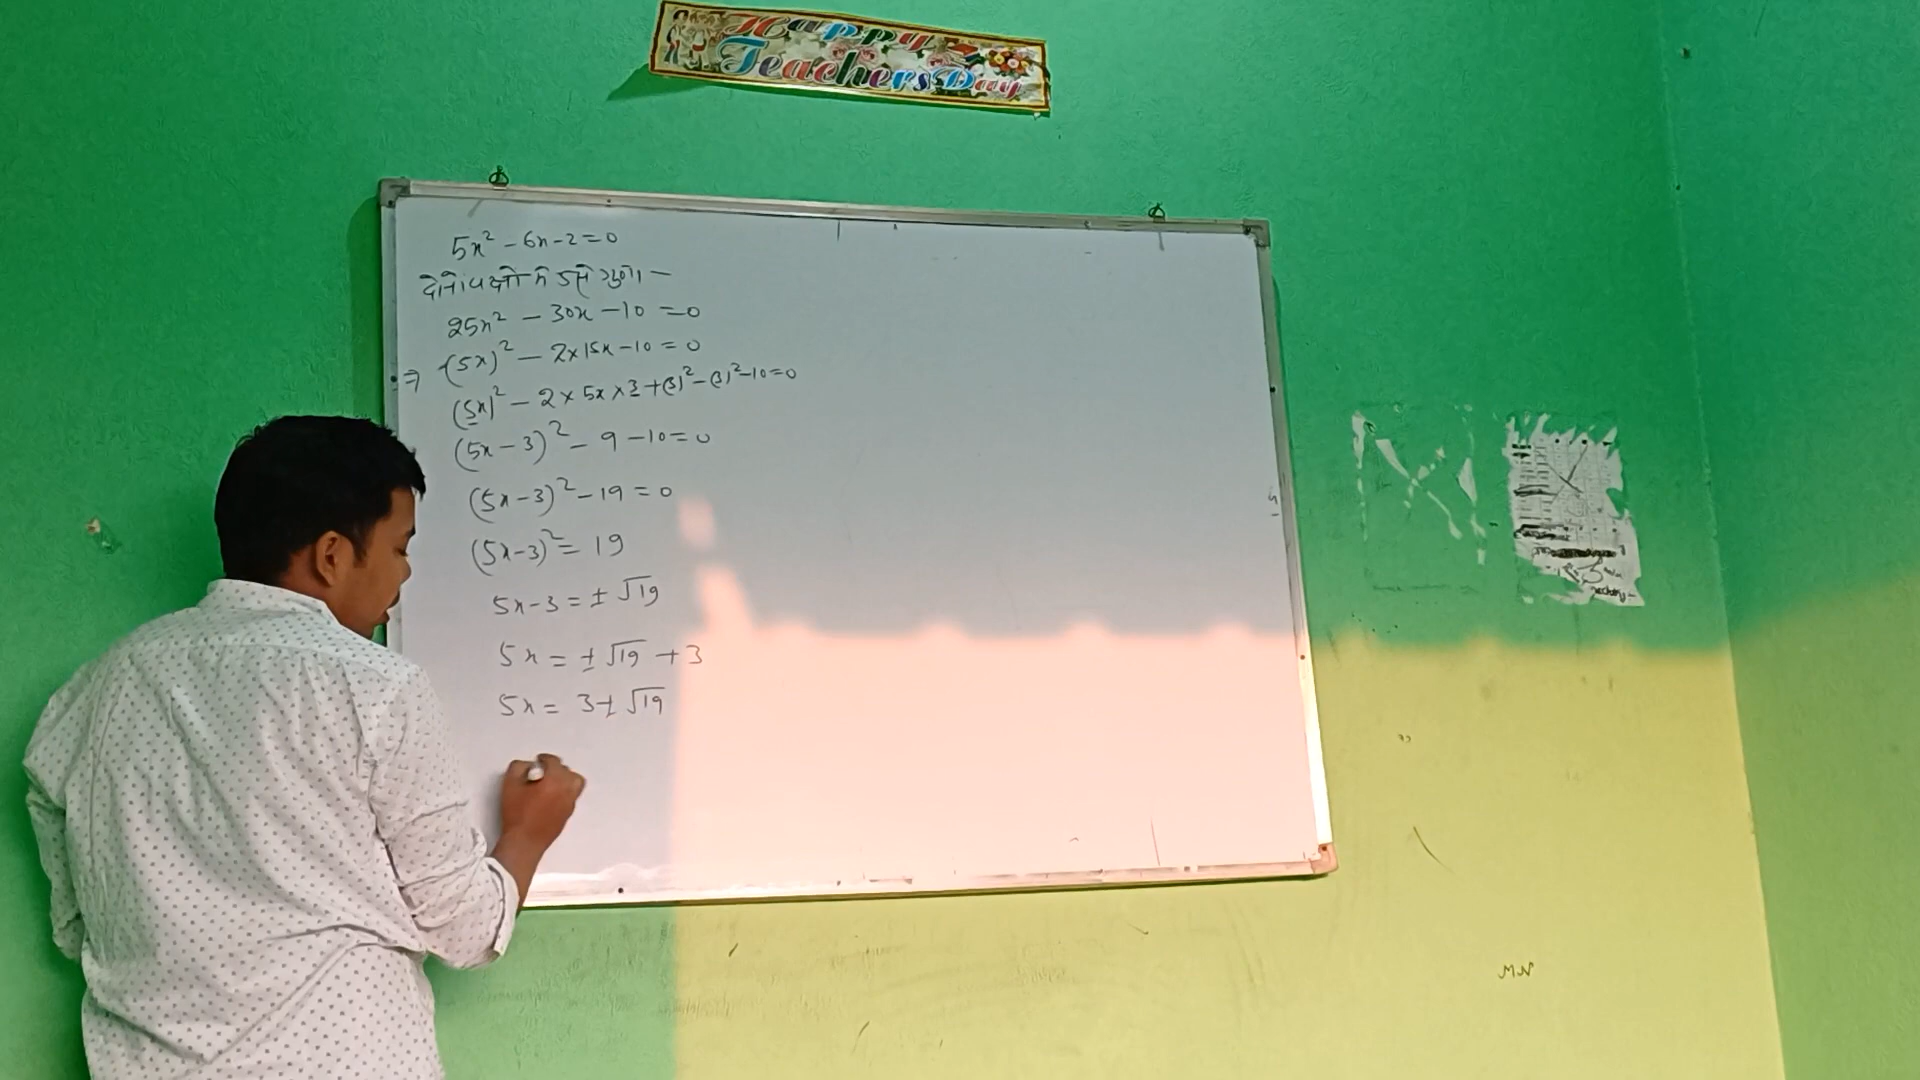 Happy
Teachers Day
5x² - 6x - 2 = 0
दोनो पक्षो मे 5 से गुणा -
25x² - 30x - 10 = 0
⇒ (5x)² - 2×15x - 10 = 0
(5x)² - 2 × 5x × 3 + (3)² - (3)² - 10 = 0
(5x - 3)² - 9 - 10 = 0
(5x - 3)² - 19 = 0
(5x - 3)² = 19
5x - 3 = ± √19
5x = ± √19 + 3
5x = 3 ± √19